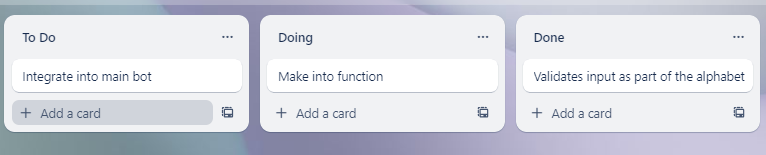 To Do
Integrate into main bot
Add a card
Doing
Make into function
Add a card
Done
Validates input as part of the alphabet
Add a card